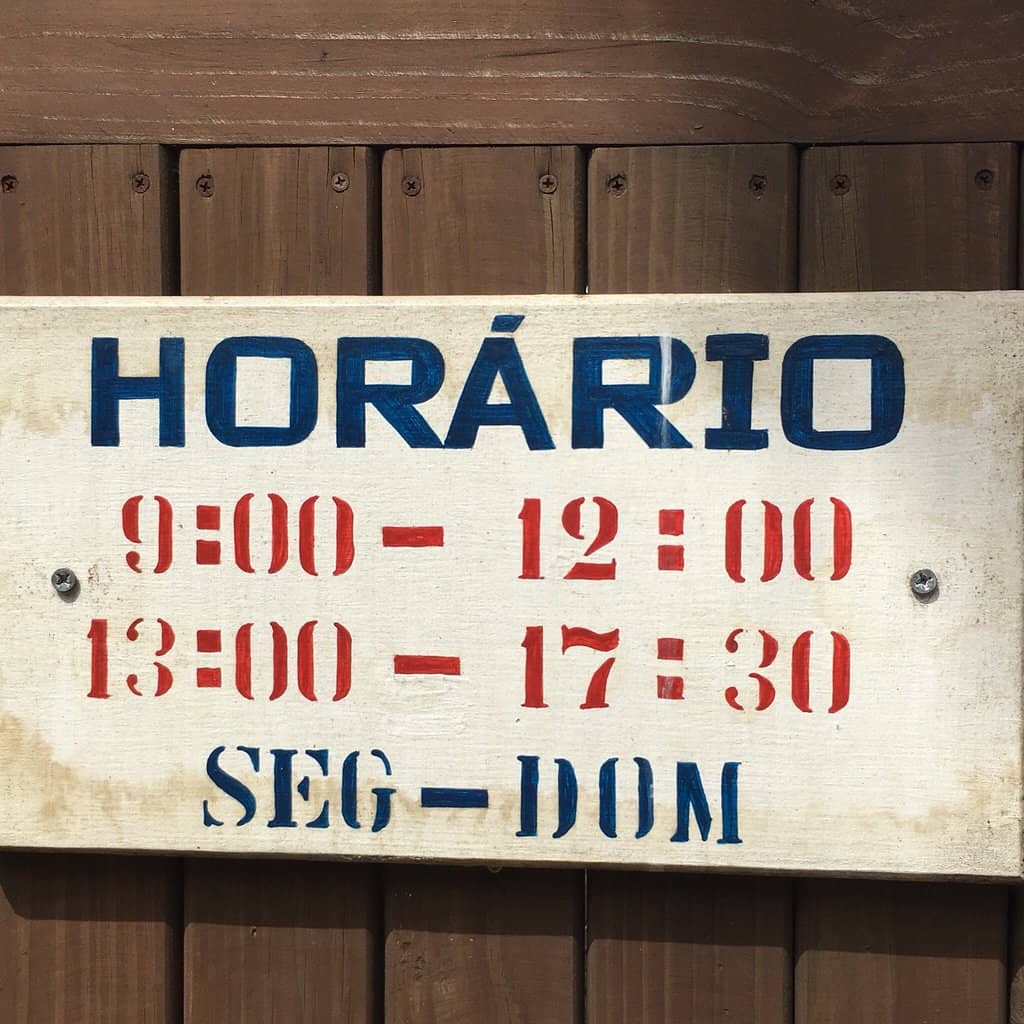 HORÁRIO
9:00 - 12:00
13:00 - 17:30
SEG - DOM